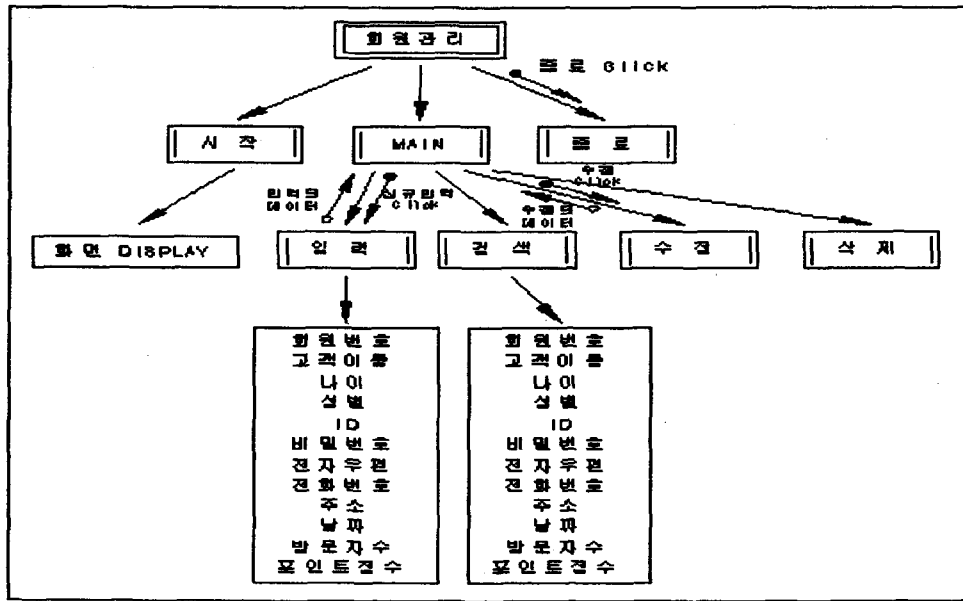 회원관리
종료 Click
시작
MAIN
종료
입력된
데이터
신규입력
Click
수정
Click
수정된
데이터
화면 DISPLAY
입력
검색
수정
삭제
회원번호
고객이름
나이
성별
ID
비밀번호
전자우편
전화번호
주소
날짜
방문자수
포인트점수
회원번호
고객이름
나이
성별
ID
비밀번호
전자우편
전화번호
주소
날짜
방문자수
포인트점수